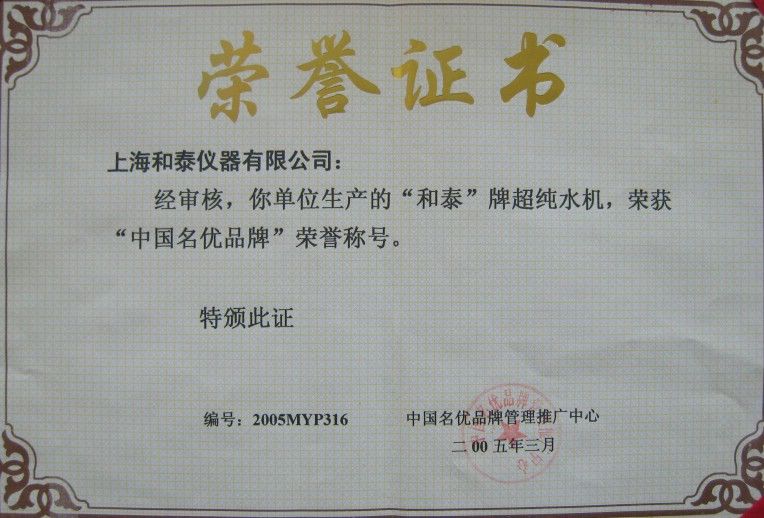 荣誉证书
上海和泰仪器有限公司：
经审核，你单位生产的“和泰”牌超纯水机，荣获
“中国名优品牌”荣誉称号。
特颁此证
编号：2005MYP316
中国名优品牌管理推广中心
二00五年三月